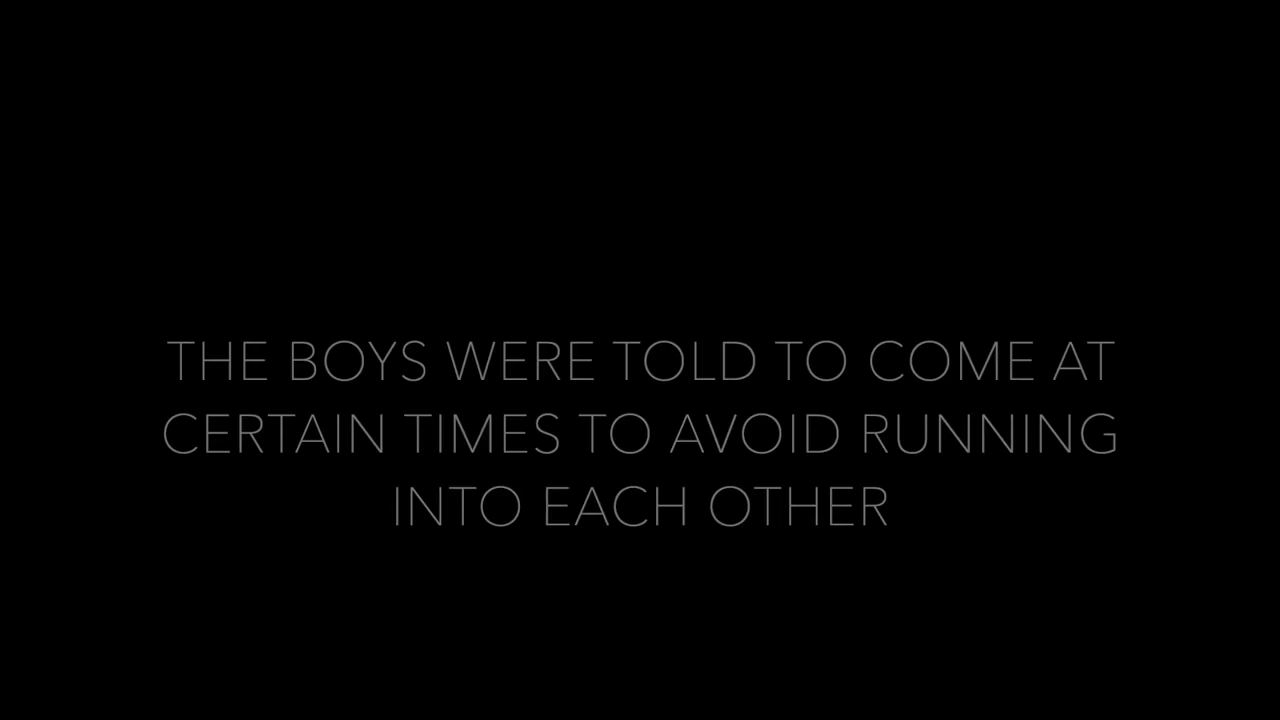 THE BOYS WERE TOLD TO COME AT
CERTAIN TIMES TO AVOID RUNNING
INTO EACH OTHER